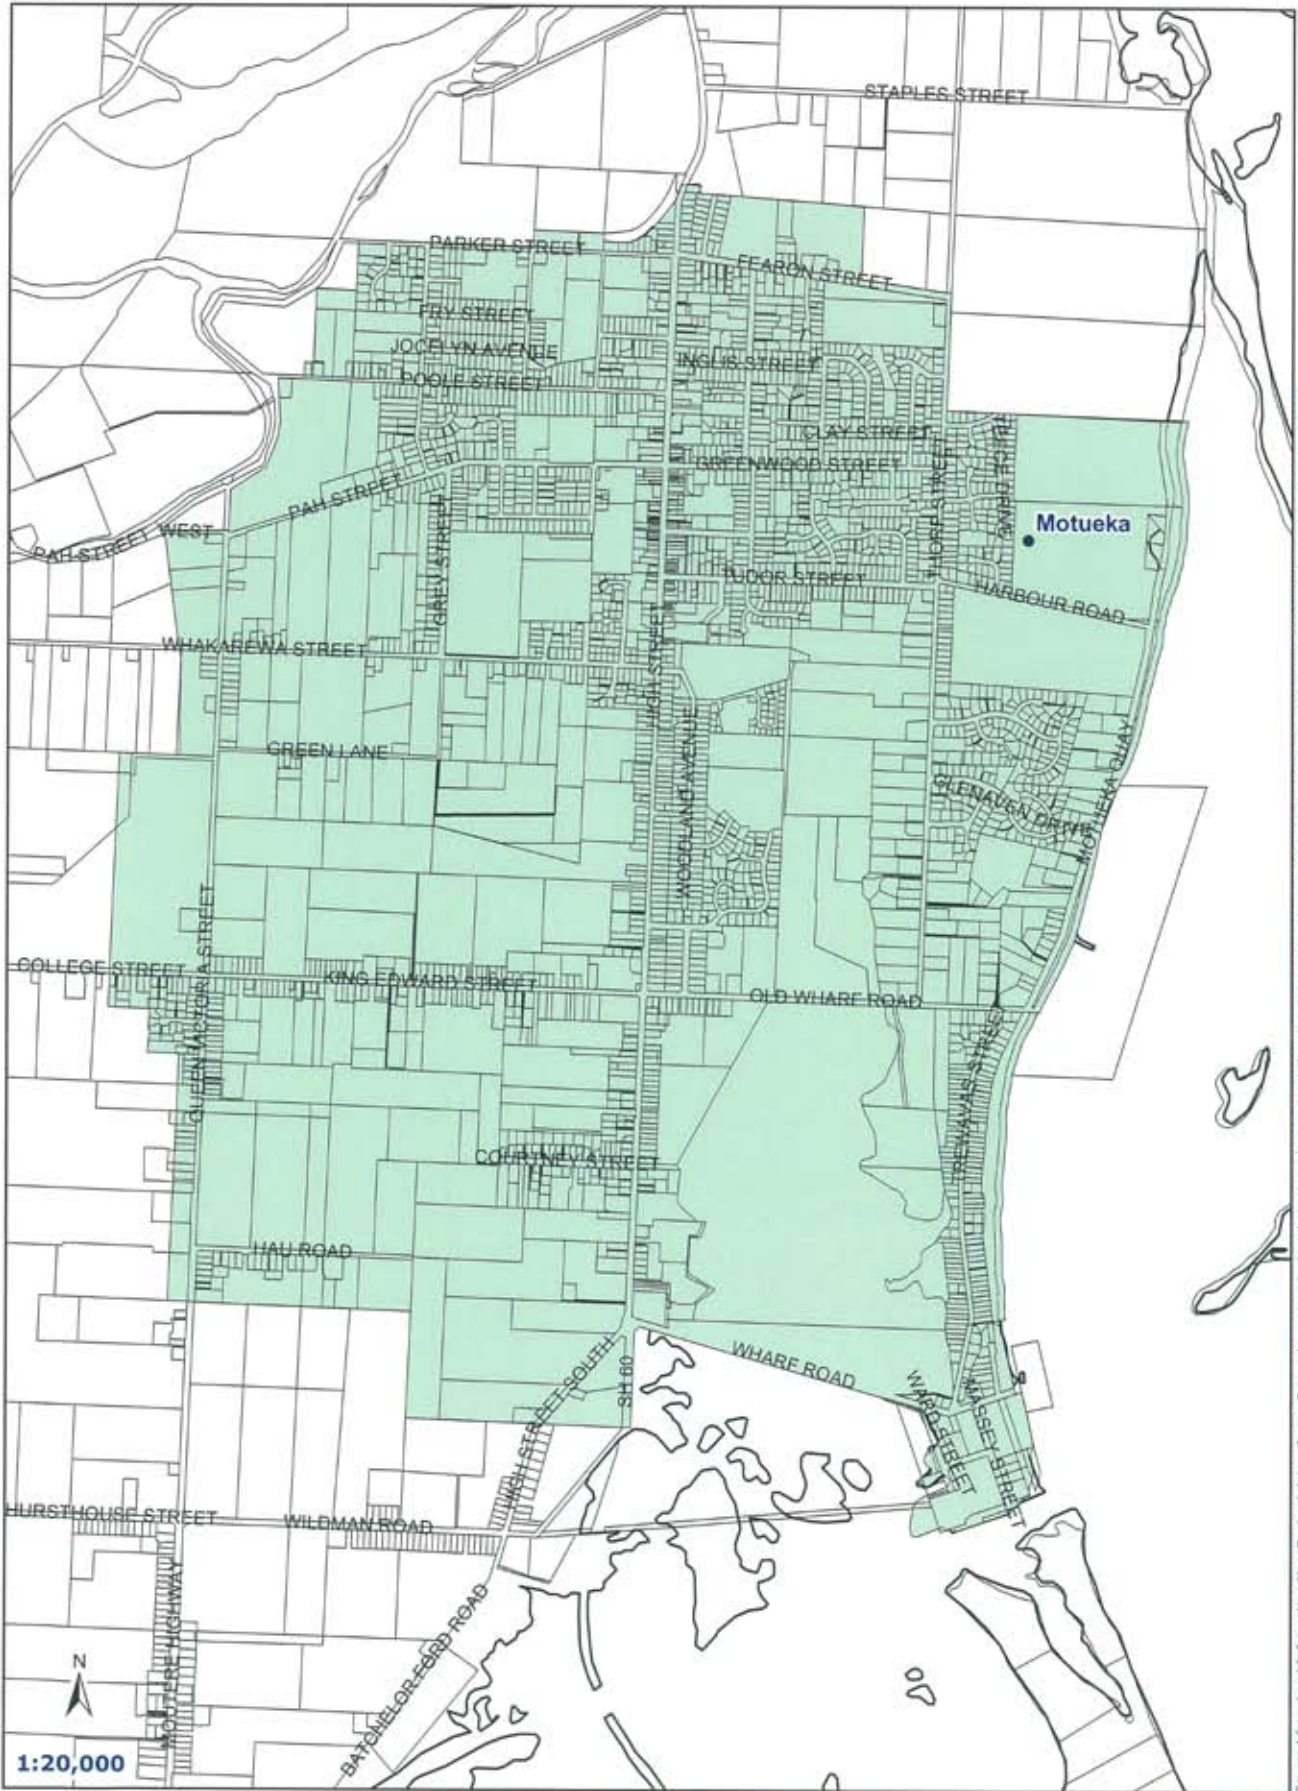 STAPLES STREET
PARKER STREET
FEARON STREET
FRY STREET
JOCELYN AVENUE
INGLIS STREET
POOLE STREET
CLAY STREET
GREENWOOD STREET
TEECE DRIVE
THORP STREET
PAH STREET
PAH STREET WEST
Motueka
GREY STREET
TUDOR STREET
HARBOUR ROAD
WHAKAREWA STREET
HIGH STREET
GREEN LANE
WOODLAND AVENUE
GLENAVEN DRIVE
MOTUEKA QUAY
QUEEN VICTORIA STREET
COLLEGE STREET
KING EDWARD STREET
OLD WHARF ROAD
TREWAVAS STREET
COURTNEY STREET
HAU ROAD
WHARF ROAD
HIGH STREET SOUTH
SH 60
WARD STREET
MASSEY STREET
HURSTHOUSE STREET
WILDMAN ROAD
MOUTERE HIGHWAY
BATCHELOR FORD ROAD
N
1:20,000